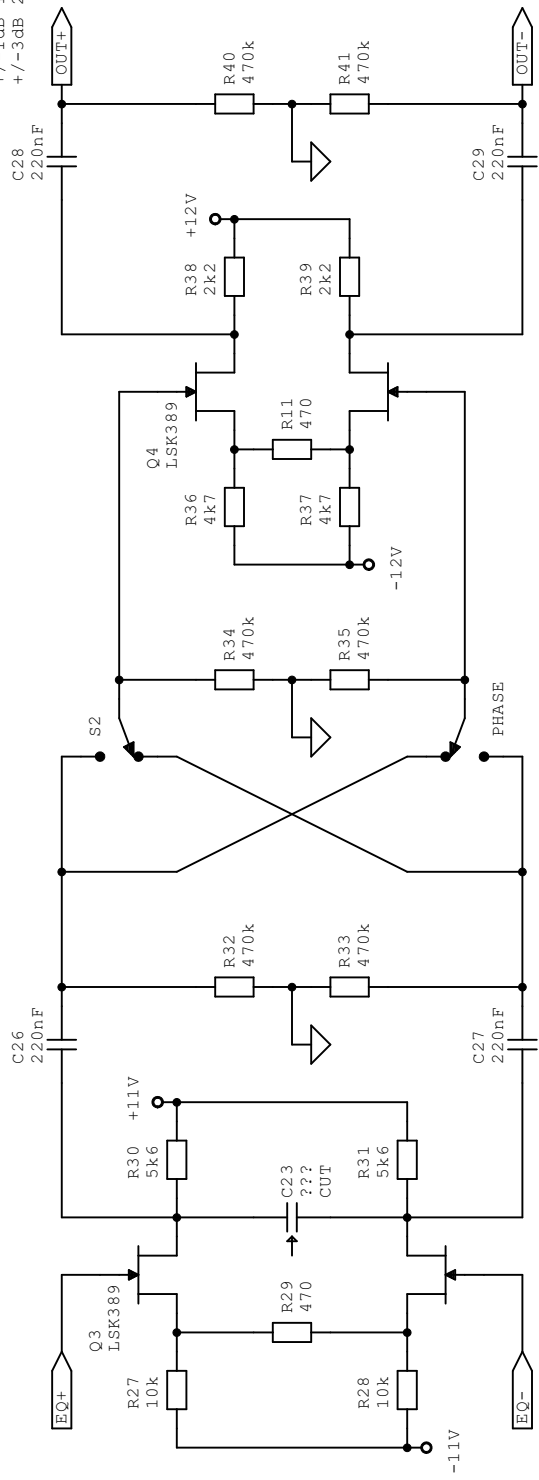 EQ+
Q3
LSK389
R27
10k
R28
10k
-11V
R29
470
C23
???
CUT
R30
5k6
R31
5k6
+11V
EQ-
C26
220nF
C27
220nF
R32
470k
R33
470k
S2
PHASE
R34
470k
R35
470k
Q4
LSK389
R36
4k7
R37
4k7
-12V
R11
470
R38
2k2
R39
2k2
+12V
C28
220nF
C29
220nF
R40
470k
R41
470k
OUT+
OUT-
+/-1dB
+/-3dB 2